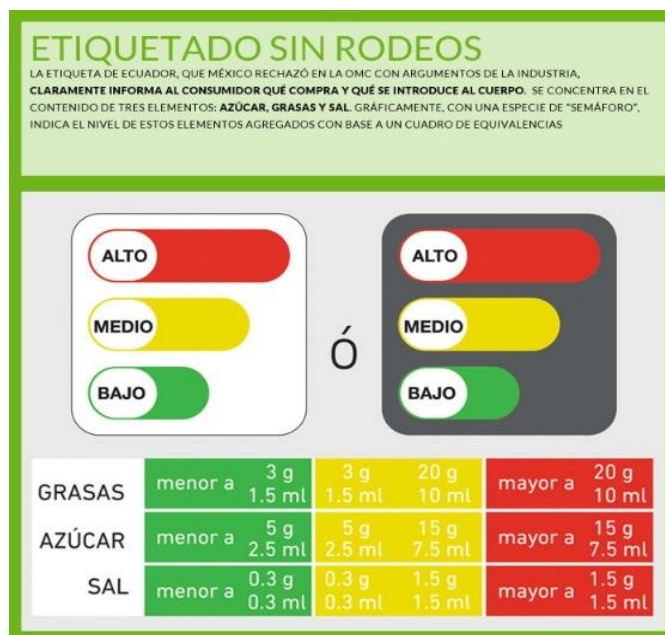 ETIQUETADO SIN RODEOS
LA ETIQUETA DE ECUADOR, QUE MÉXICO RECHAZÓ EN LA OMC CON ARGUMENTOS DE LA INDUSTRIA,
CLARAMENTE INFORMA AL CONSUMIDOR QUÉ COMPRA Y QUÉ SE INTRODUCE AL CUERPO. SE CONCENTRA EN EL
CONTENIDO DE TRES ELEMENTOS: AZÚCAR, GRASAS Y SAL. GRÁFICAMENTE, CON UNA ESPECIE DE “SEMÁFORO”,
INDICA EL NIVEL DE ESTOS ELEMENTOS AGREGADOS CON BASE A UN CUADRO DE EQUIVALENCIAS
ALTO
MEDIO
BAJO
Ó
ALTO
MEDIO
BAJO
GRASAS menor a 3 g 3 g 20 g mayor a 20 g
1.5 ml 1.5 ml 10 ml 10 ml
AZÚCAR menor a 5 g 5 g 15 g mayor a 15 g
2.5 ml 2.5 ml 7.5 ml 7.5 ml
SAL menor a 0.3 g 0.3 g 1.5 g mayor a 1.5 g
0.3 ml 0.3 ml 1.5 ml 1.5 ml